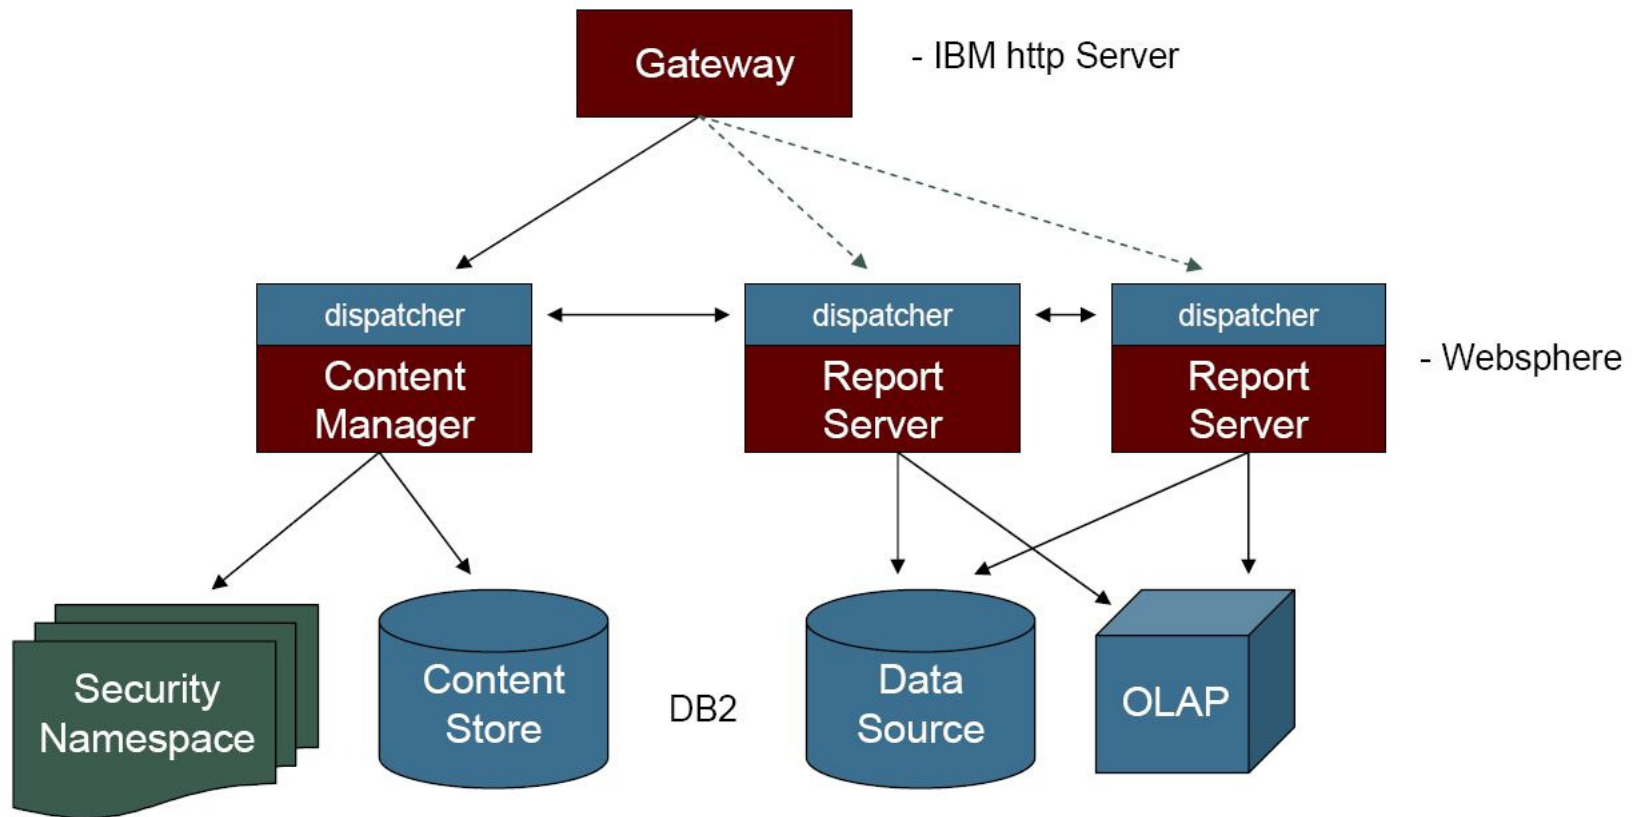 Gateway
- IBM http Server
dispatcher
dispatcher
dispatcher
Content
Manager
Report
Server
Report
Server
- Websphere
Security
Namespace
Content
Store
DB2
Data
Source
OLAP